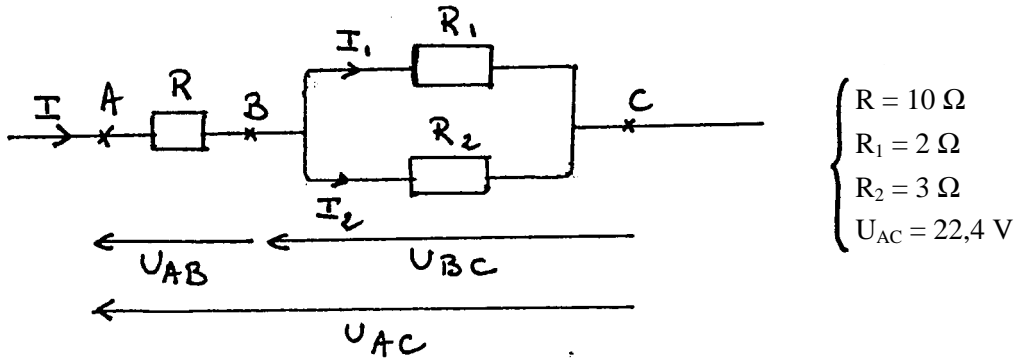 I A R B I₁ R₁ C
I₂ R₂
U_AB U_BC
U_AC
R = 10 Ω
R₁ = 2 Ω
R₂ = 3 Ω
U_AC = 22,4 V